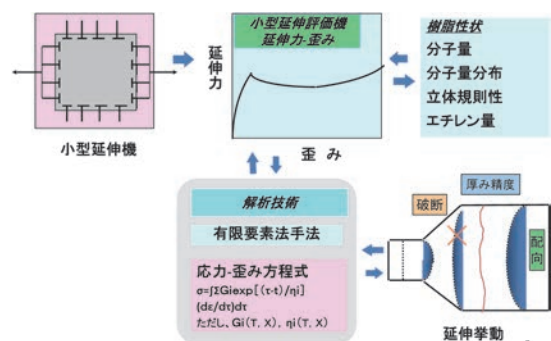 小型延伸機
小型延伸評価機
延伸力-歪み
延伸力
歪 み
樹脂性状
分子量
分子量分布
立体規則性
エチレン量
解析技術
有限要素法手法
応力-歪み方程式
σ=∫ΣGiexp[(τ-t)/ηi]
(dε/dτ)dτ
ただし、Gi(T, X), ηi(T, X)
破断
厚み精度
配向
延伸挙動